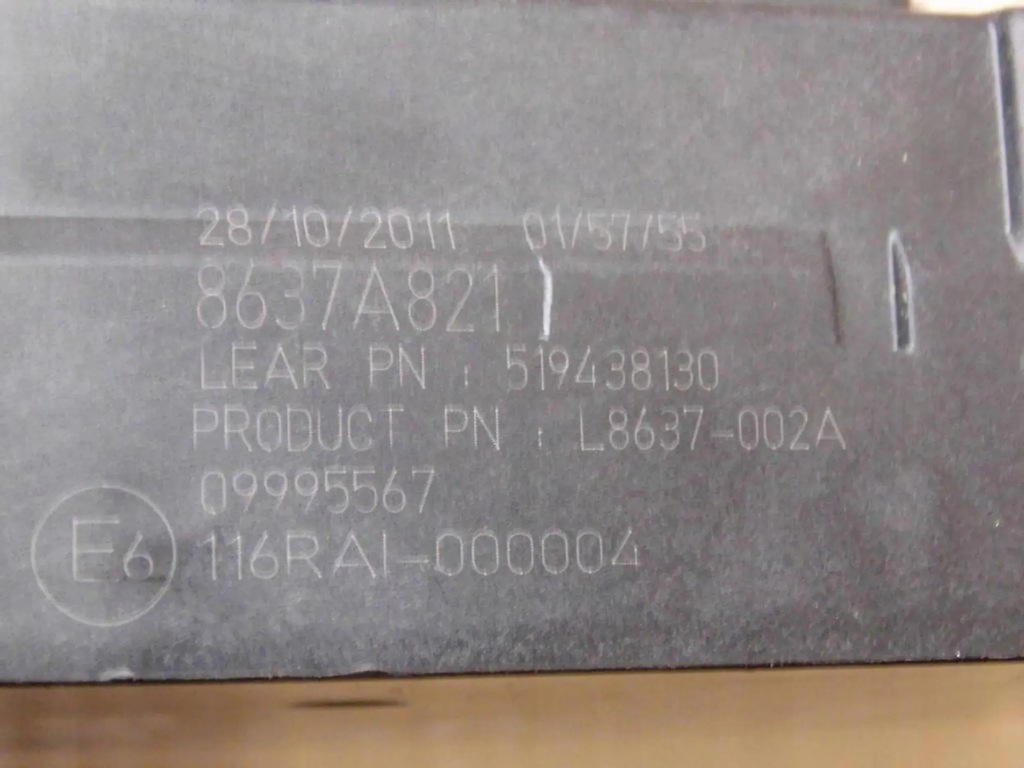 28/10/2011 01/57/55
8637A821
LEAR PN : 519438130
PRODUCT PN : L8637-002A
09995567
E6 116RAI-000004